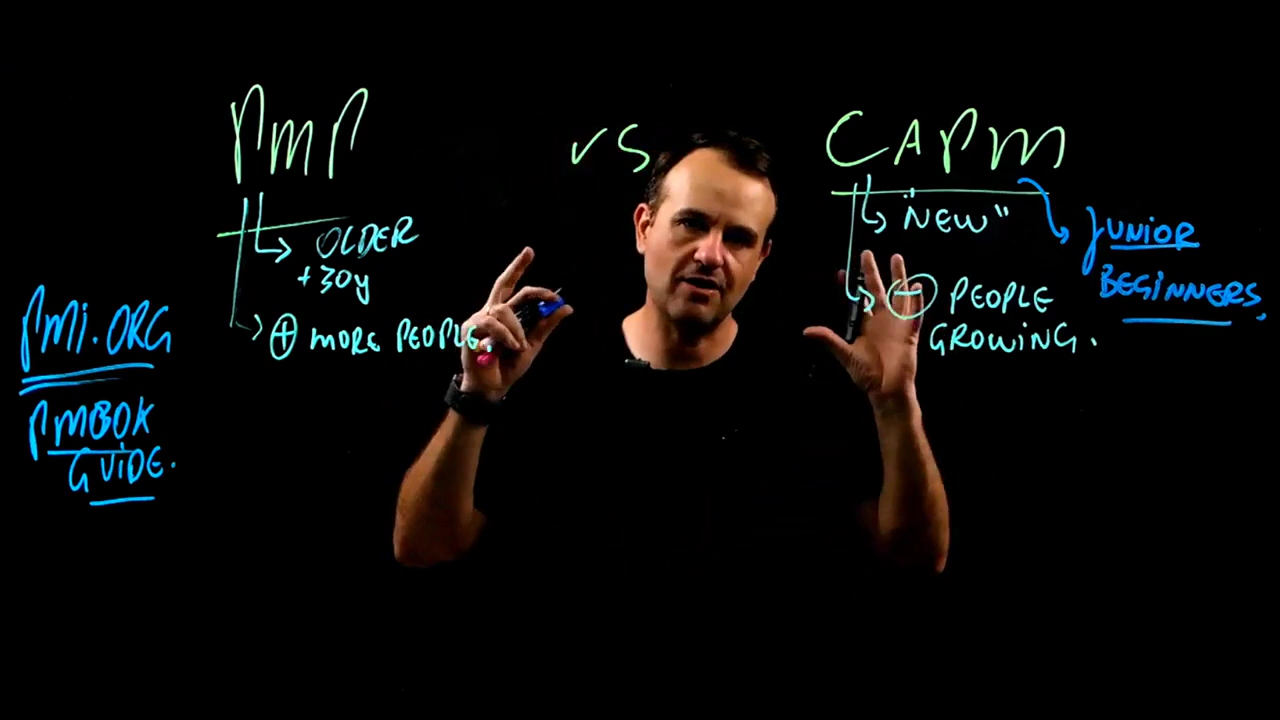 PMP VS CAPM
OLDER
+30y
+ MORE PEOPLE.
"NEW"
- PEOPLE
GROWING.
JUNIOR
BEGINNERS.
PMI.ORG
PMBOK
GUIDE.